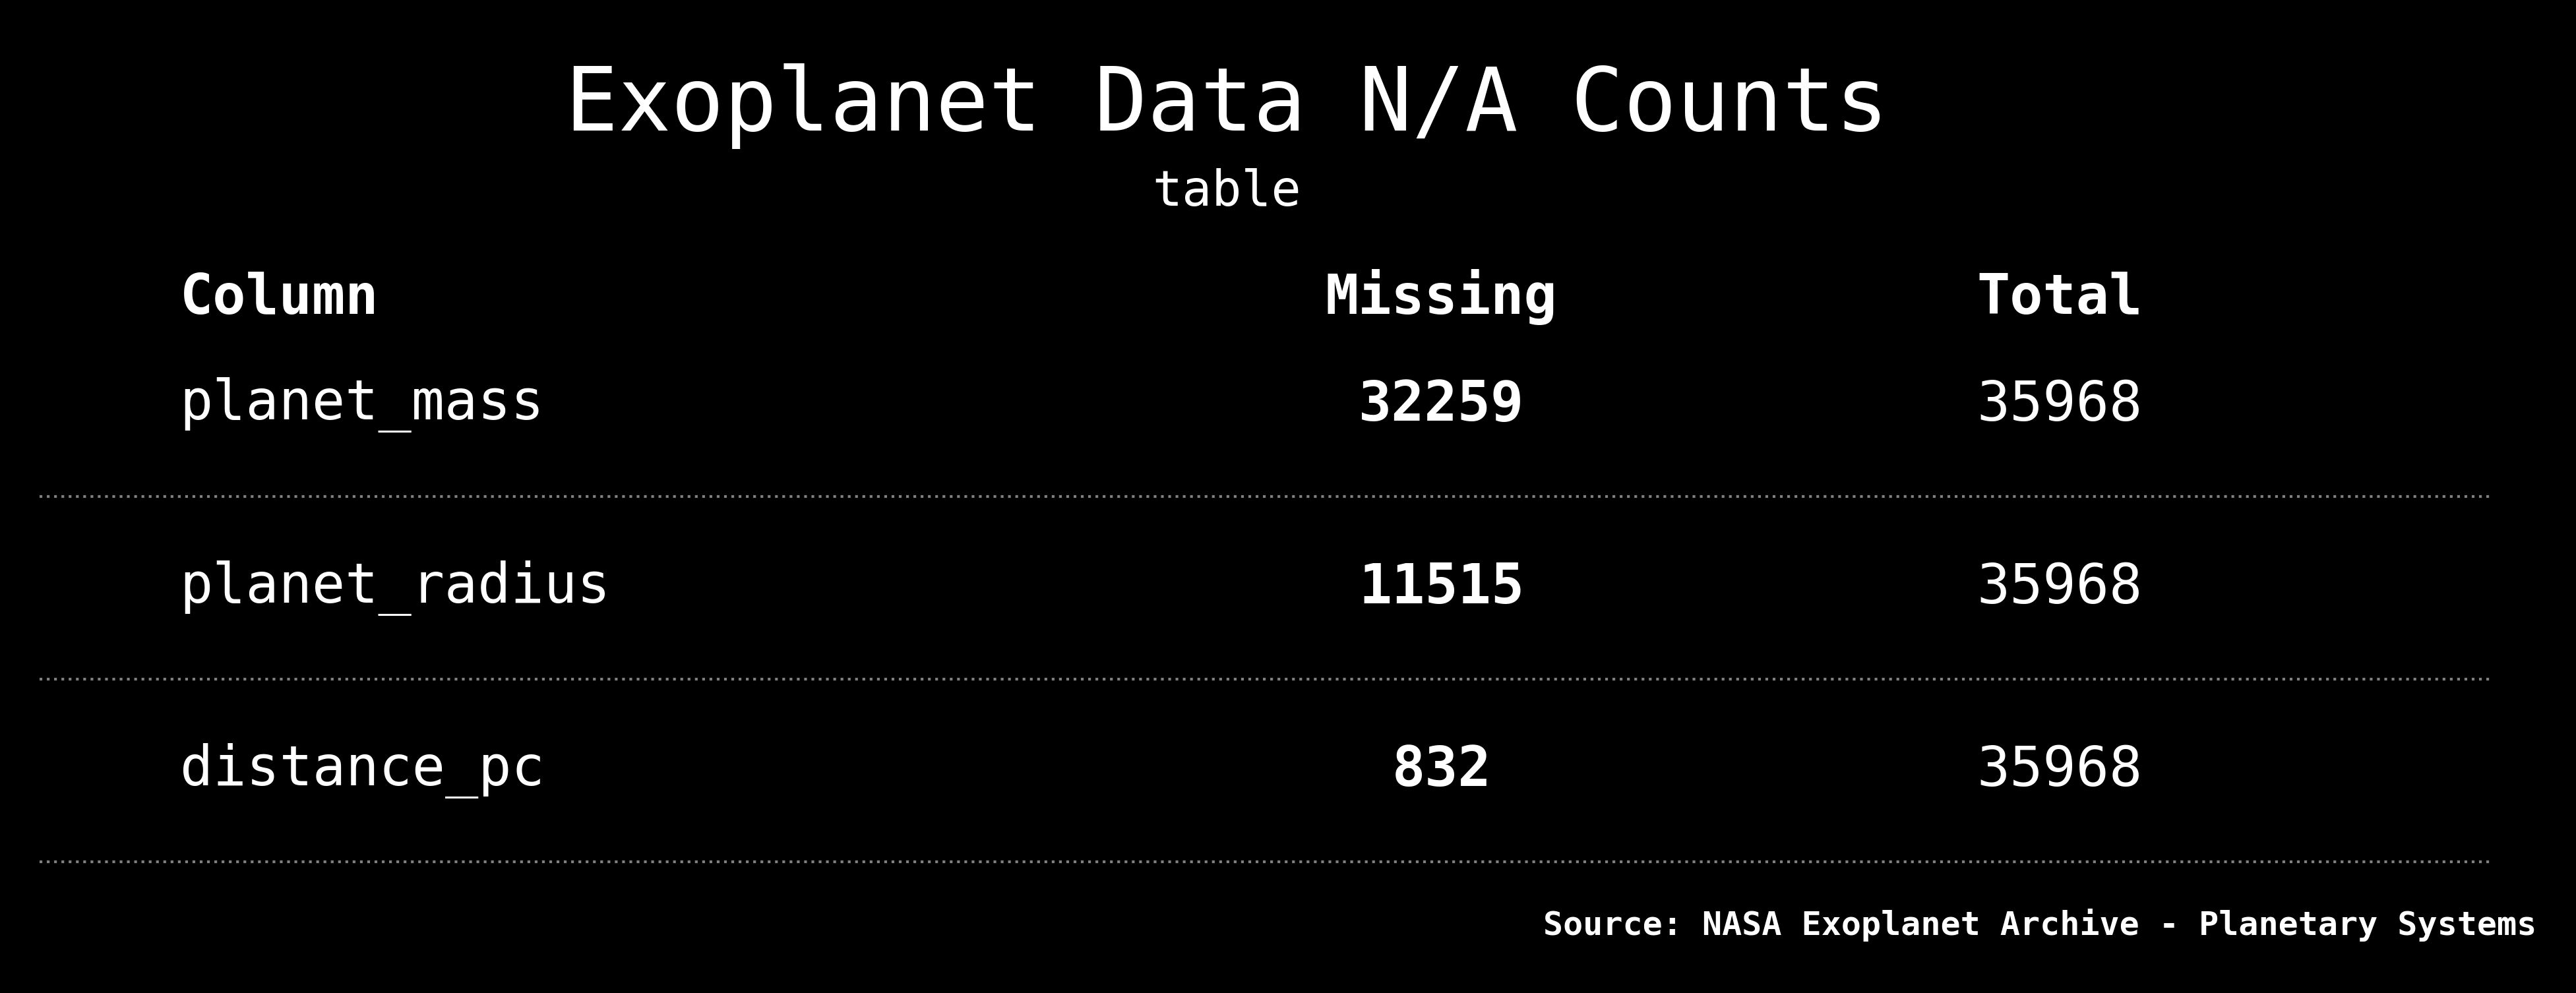 Exoplanet Data N/A Counts
table
Column Missing Total
planet_mass 32259 35968
planet_radius 11515 35968
distance_pc 832 35968
Source: NASA Exoplanet Archive - Planetary Systems